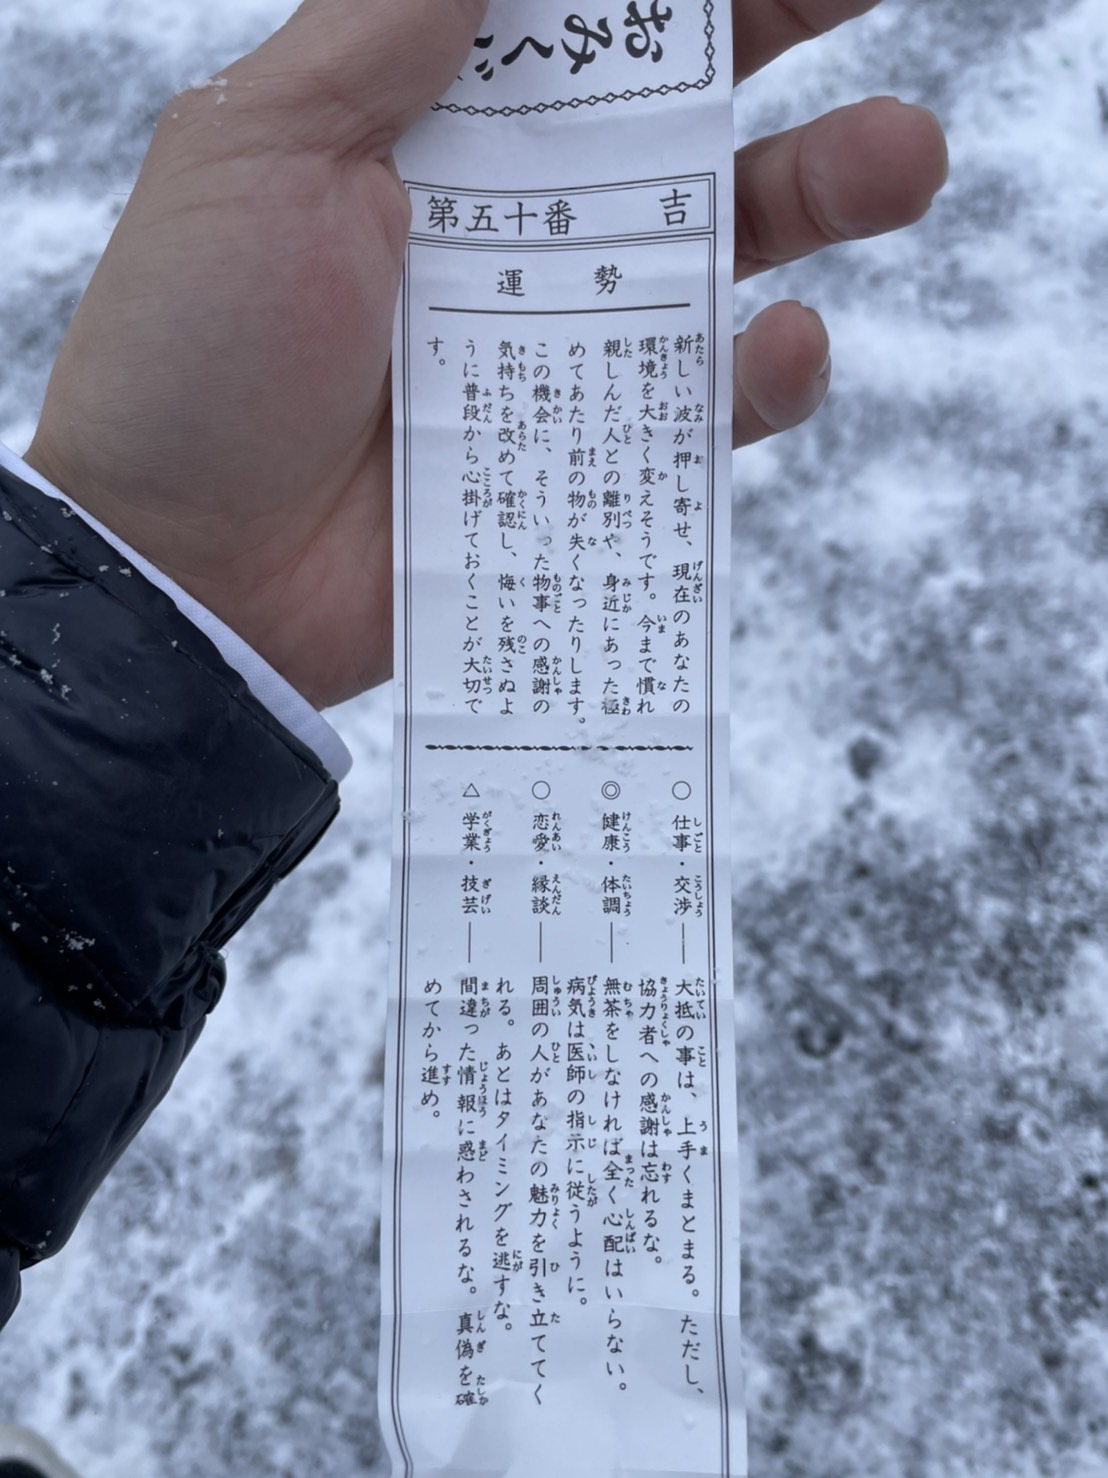 おみくじ
第五十番 吉
運勢
新しい波が押し寄せ、現在のあなたの
環境を大きく変えそうです。今まで慣れ
親しんだ人との離別や、身近にあった極
めてあたり前の物が失くなったりします。
この機会に、そういった物事への感謝の
気持ちを改めて確認し、悔いを残さぬよ
うに普段から心掛けておくことが大切で
す。
○仕事・交渉―大抵の事は、上手くまとまる。ただし、
協力者への感謝は忘れるな。
◎健康・体調―無茶をしなければ全く心配はいらない。
病気は医師の指示に従うように。
○恋愛・縁談―周囲の人があなたの魅力を引き立ててく
れる。あとはタイミングを逃すな。
△学業・技芸―間違った情報に惑わされるな。真偽を確
めてから進め。